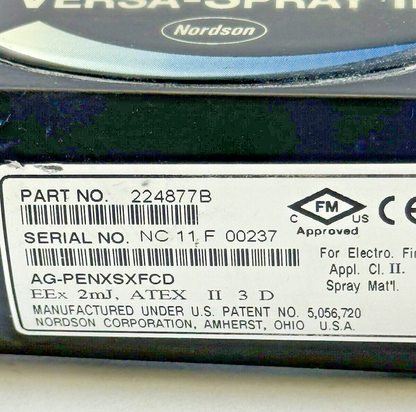 VERSA-SPRAY II
Nordson
PART NO. 224877B
SERIAL NO. NC 11 F 00237
AG-PENXSXFCD
EEx 2mJ, ATEX II 3 D
MANUFACTURED UNDER U.S. PATENT NO. 5,056,720
NORDSON CORPORATION, AMHERST, OHIO U.S.A.
FM
C US
Approved
CE
For Electro.
Appl. Cl. II.
Spray Mat'l.